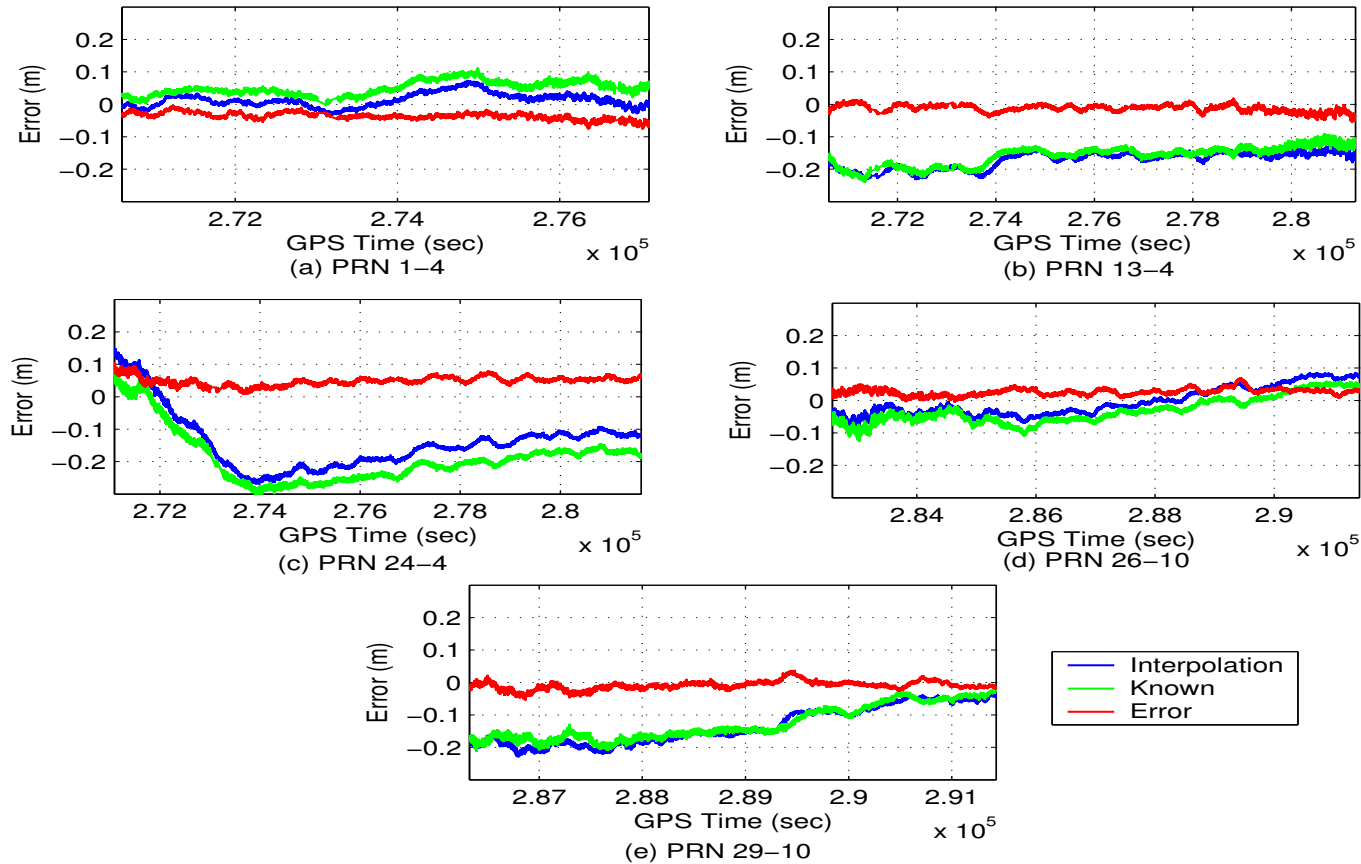 0.2
0.1
0
−0.1
−0.2
Error (m)
2.72 2.74 2.76
GPS Time (sec)
x 10^5
(a) PRN 1−4
0.2
0.1
0
−0.1
−0.2
Error (m)
2.72 2.74 2.76 2.78 2.8
GPS Time (sec)
x 10^5
(b) PRN 13−4
0.2
0.1
0
−0.1
−0.2
Error (m)
2.72 2.74 2.76 2.78 2.8
GPS Time (sec)
x 10^5
(c) PRN 24−4
0.2
0.1
0
−0.1
−0.2
Error (m)
2.84 2.86 2.88 2.9
GPS Time (sec)
x 10^5
(d) PRN 26−10
0.2
0.1
0
−0.1
−0.2
Error (m)
2.87 2.88 2.89 2.9 2.91
GPS Time (sec)
x 10^5
(e) PRN 29−10
Interpolation
Known
Error